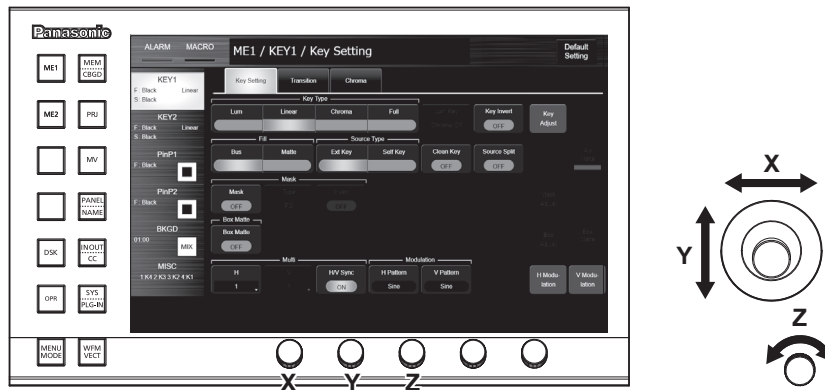 Panasonic
ME1
MEM
CBGD
ME2
PRJ
MV
PANEL
NAME
DSK
INOUT
CC
OPR
SYS
PLG-IN
MENU
MODE
WFM
VECT
ALARM MACRO ME1 / KEY1 / Key Setting Default
Setting
KEY1
F : Black Linear
S : Black
KEY2
F : Black Linear
S : Black
PinP1
F : Black
PinP2
F : Black
BKGD
01:00 MIX
MISC
1:K4 2:K3 3:K2 4:K1
Key Setting Transition Chroma
Key Type
Lum Linear Chroma Full
Key Invert
OFF
Key
Adjust
Fill Source Type
Bus Matte Ext Key Self Key Clean Key Source Split
OFF OFF
Mask
Mask
OFF
Box Matte
Box Matte
OFF
Multi Modulation
H H/V Sync H Pattern V Pattern
1 ON Sine Sine
H Modu-
lation
V Modu-
lation
X Y Z
X
Y
Z